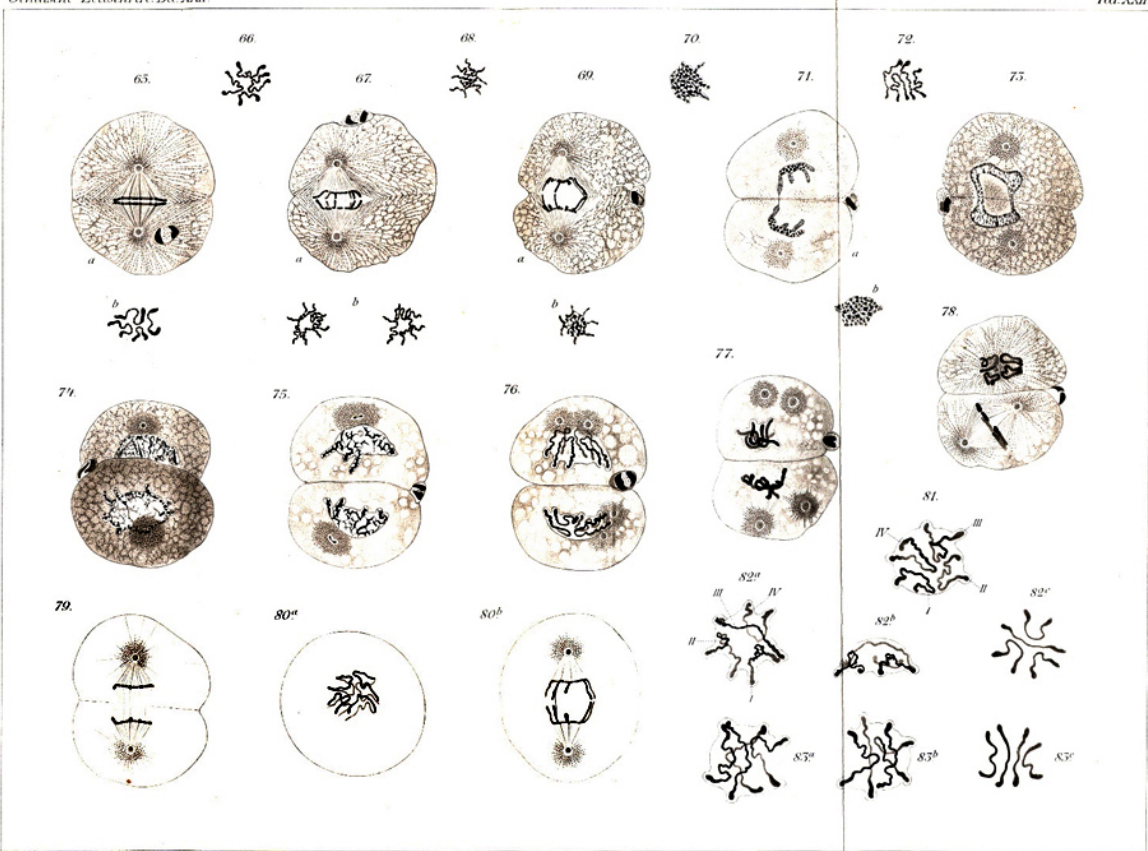 66.
68.
70.
72.
65.
67.
69.
71.
73.
a
a
a
a
b
b
b
b
78.
77.
74.
75.
76.
81.
IV
III
II
I
82ª
III
IV
II
I
82ᵇ
82ᶜ
79.
80ª
80ᵇ
83ª
83ᵇ
83ᶜ